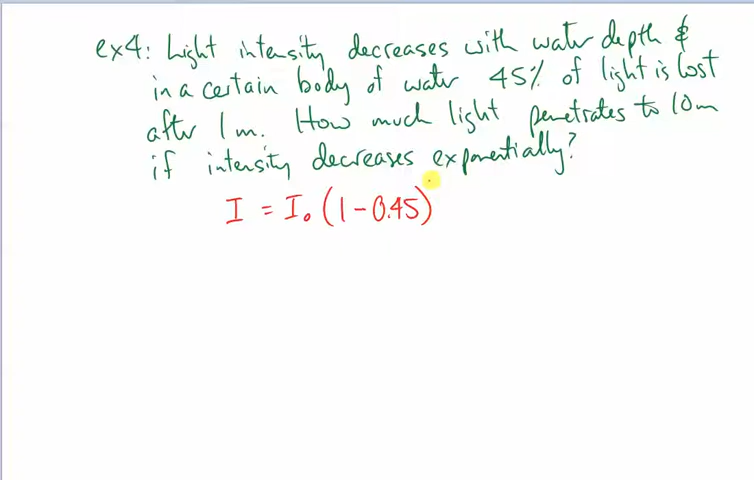 ex4: Light intensity decreases with water depth &
in a certain body of water 45% of light is lost
after 1m. How much light penetrates to 10m
if intensity decreases exponentially?
I = I₀ (1 - 0.45)